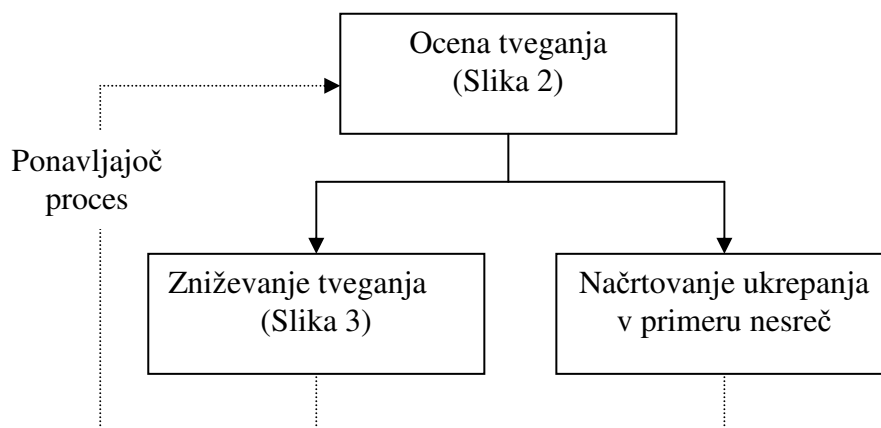 Ocena tveganja
(Slika 2)
Ponavljajoč
proces
Zniževanje tveganja
(Slika 3)
Načrtovanje ukrepanja
v primeru nesreč